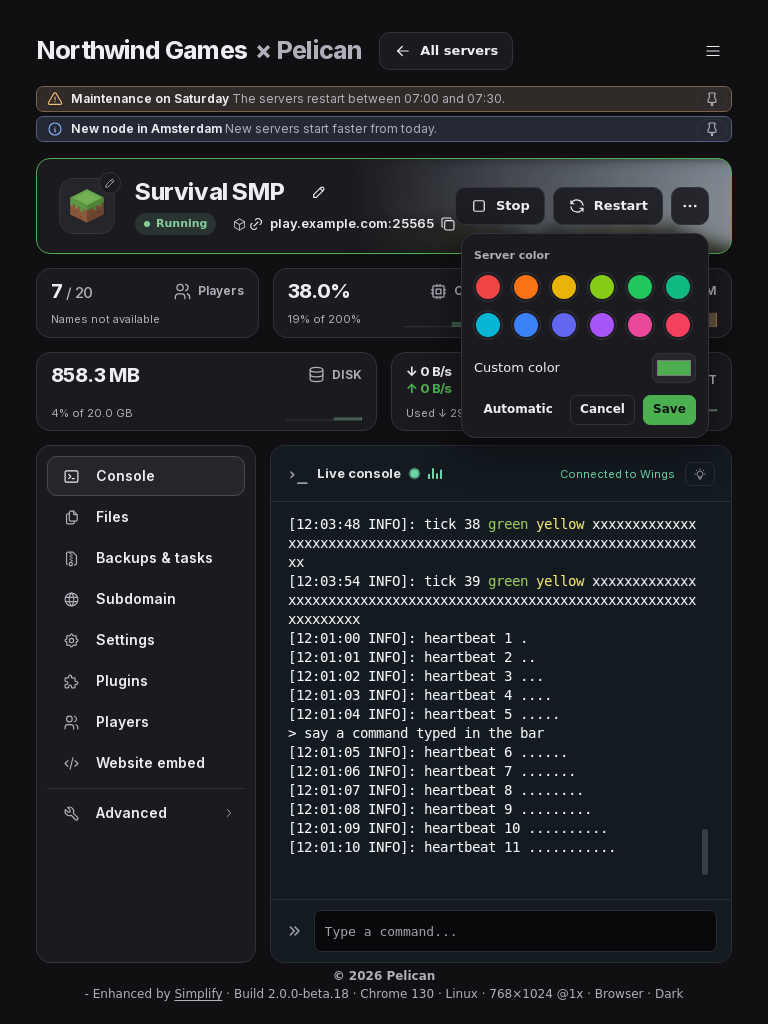 Northwind Games × Pelican
All servers
Maintenance on Saturday The servers restart between 07:00 and 07:30.
New node in Amsterdam New servers start faster from today.
Survival SMP
Running
play.example.com:25565
Stop
Restart
7 / 20
Players
Names not available
38.0%
19% of 200%
858.3 MB
DISK
4% of 20.0 GB
↓ 0 B/s
↑ 0 B/s
Server color
Custom color
Automatic
Cancel
Save
Console
Files
Backups & tasks
Subdomain
Settings
Plugins
Players
Website embed
Advanced
Live console
Connected to Wings
[12:03:48 INFO]: tick 38 green yellow xxxxxxxxxxxxx
xxxxxxxxxxxxxxxxxxxxxxxxxxxxxxxxxxxxxxxxxxxxxxxxxxx
xx
[12:03:54 INFO]: tick 39 green yellow xxxxxxxxxxxxx
xxxxxxxxxxxxxxxxxxxxxxxxxxxxxxxxxxxxxxxxxxxxxxxxxxx
xxxxxxxxx
[12:01:00 INFO]: heartbeat 1 .
[12:01:01 INFO]: heartbeat 2 ..
[12:01:02 INFO]: heartbeat 3 ...
[12:01:03 INFO]: heartbeat 4 ....
[12:01:04 INFO]: heartbeat 5 .....
> say a command typed in the bar
[12:01:05 INFO]: heartbeat 6 ......
[12:01:06 INFO]: heartbeat 7 .......
[12:01:07 INFO]: heartbeat 8 ........
[12:01:08 INFO]: heartbeat 9 .........
[12:01:09 INFO]: heartbeat 10 ..........
[12:01:10 INFO]: heartbeat 11 ...........
Type a command...
© 2026 Pelican
- Enhanced by Simplify · Build 2.0.0-beta.18 · Chrome 130 · Linux · 768×1024 @1x · Browser · Dark